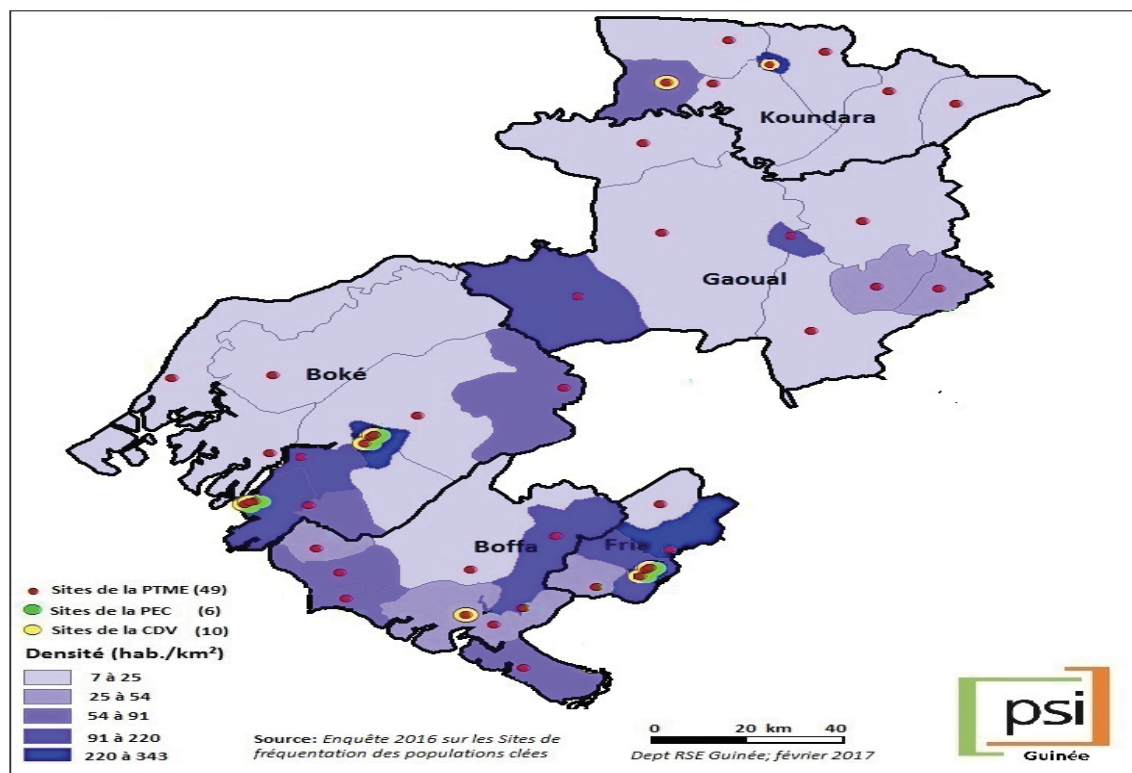 Koundara
Gaoual
Boké
Boffa
Fria
Sites de la PTME (49)
Sites de la PEC (6)
Sites de la CDV (10)
Densité (hab./km²)
7 à 25
25 à 54
54 à 91
91 à 220
220 à 343
Source: Enquête 2016 sur les Sites de
fréquentation des populations clées
0 20 km 40
Dept RSE Guinée; février 2017
psi
Guinée